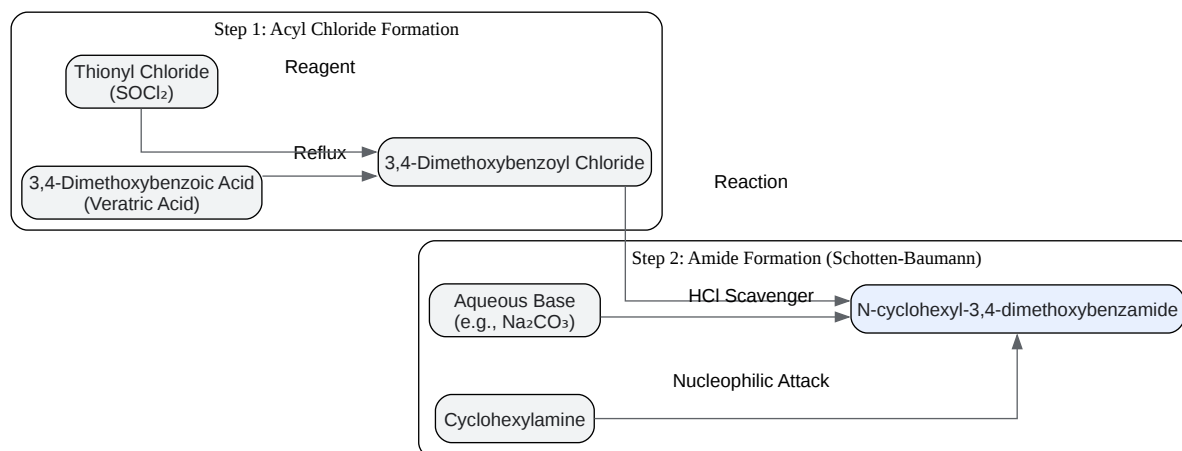 Step 1: Acyl Chloride Formation
Thionyl Chloride
(SOCl₂)
Reagent
Reflux
3,4-Dimethoxybenzoyl Chloride
3,4-Dimethoxybenzoic Acid
(Veratric Acid)
Reaction
Step 2: Amide Formation (Schotten-Baumann)
Aqueous Base
(e.g., Na₂CO₃)
HCl Scavenger
N-cyclohexyl-3,4-dimethoxybenzamide
Nucleophilic Attack
Cyclohexylamine